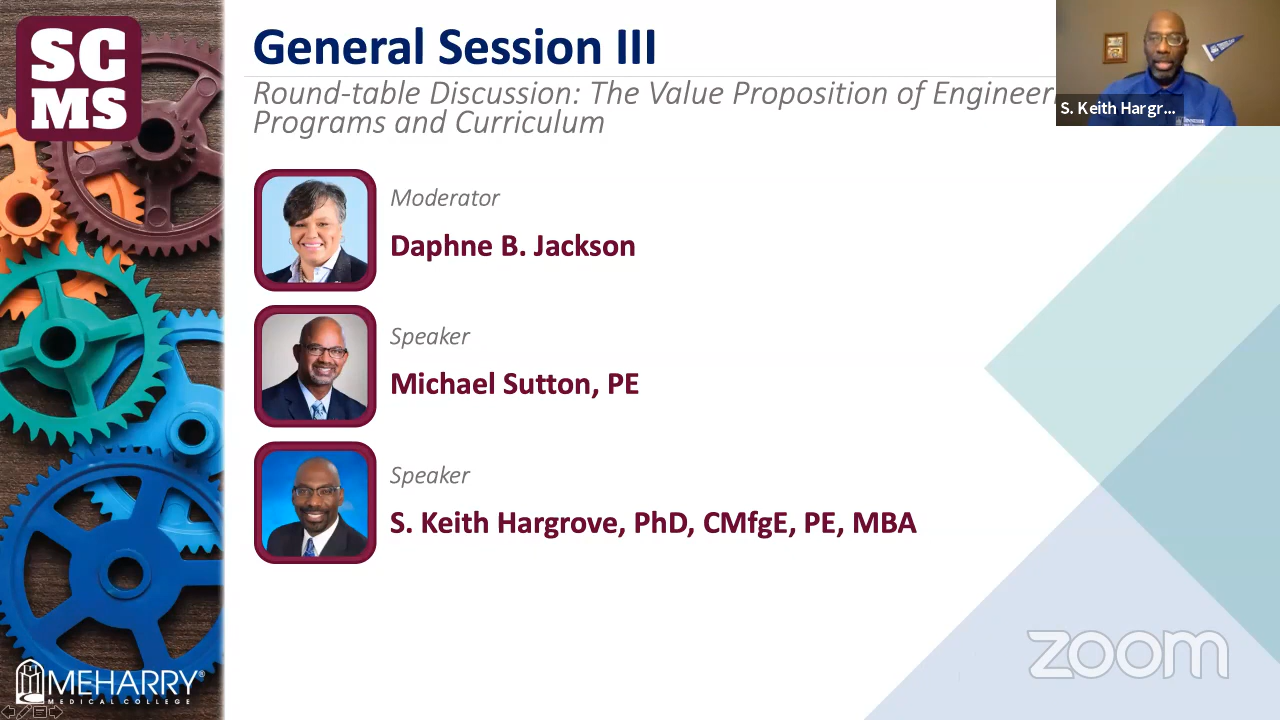 SC
MS
General Session III
Round-table Discussion: The Value Proposition of Engineer
Programs and Curriculum
S. Keith Hargr...
Moderator
Daphne B. Jackson
Speaker
Michael Sutton, PE
Speaker
S. Keith Hargrove, PhD, CMfgE, PE, MBA
zoom
MEHARRY®
MEDICAL COLLEGE